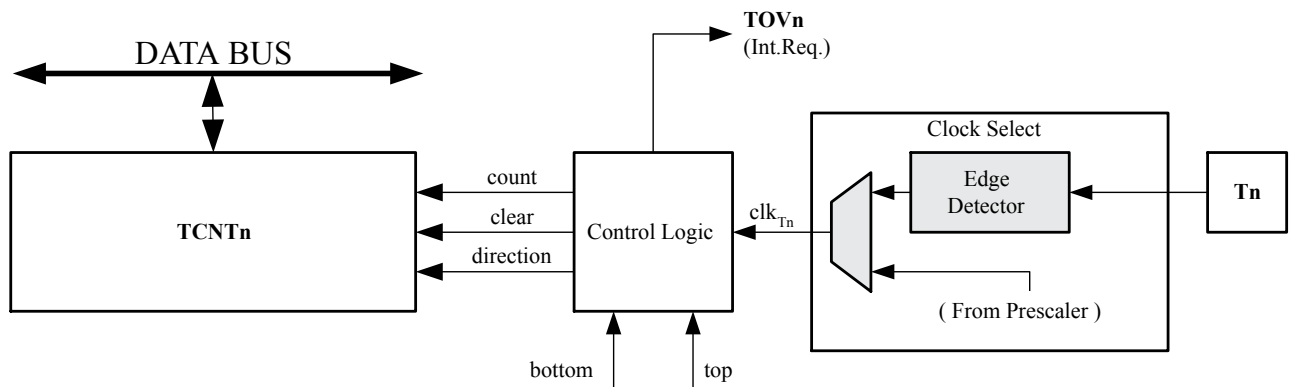 TOVn
(Int.Req.)
DATA BUS
Clock Select
count
Edge
Detector
Tn
TCNTn
clear
Control Logic
clkTn
direction
( From Prescaler )
bottom
top